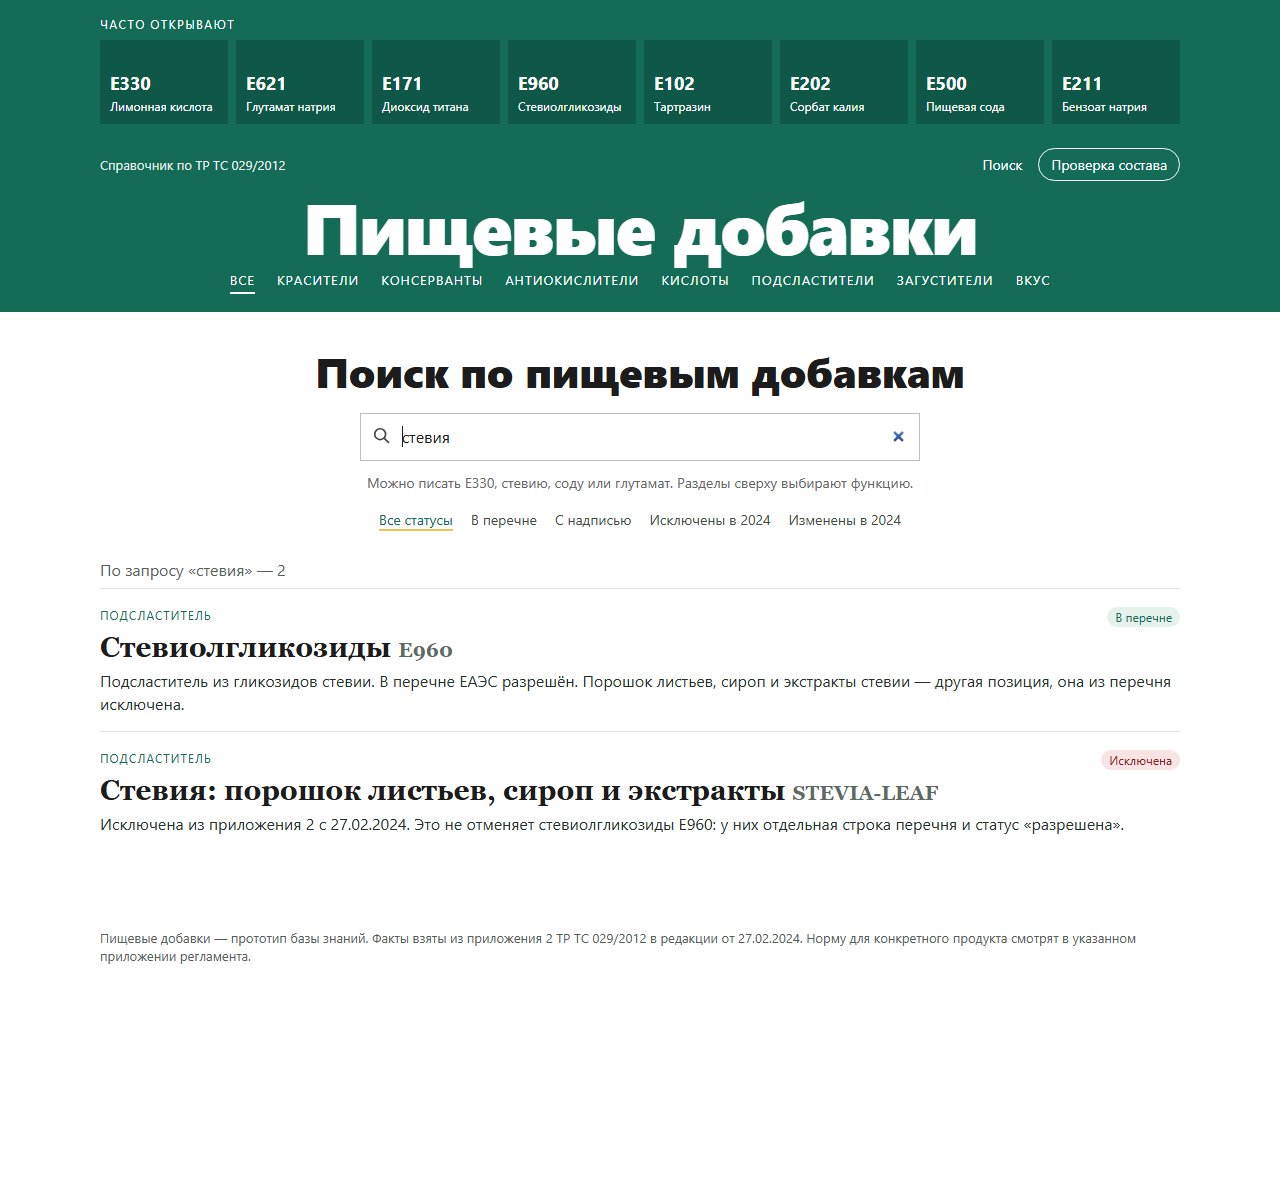 ЧАСТО ОТКРЫВАЮТ
E330
Лимонная кислота
E621
Глутамат натрия
E171
Диоксид титана
E960
Стевиолгликозиды
E102
Тартразин
E202
Сорбат калия
E500
Пищевая сода
E211
Бензоат натрия
Справочник по ТР ТС 029/2012
Поиск
Проверка состава
Пищевые добавки
ВСЕ КРАСИТЕЛИ КОНСЕРВАНТЫ АНТИОКИСЛИТЕЛИ КИСЛОТЫ ПОДСЛАСТИТЕЛИ ЗАГУСТИТЕЛИ ВКУС
Поиск по пищевым добавкам
стевия
Можно писать E330, стевию, соду или глутамат. Разделы сверху выбирают функцию.
Все статусы В перечне С надписью Исключены в 2024 Изменены в 2024
По запросу «стевия» — 2
ПОДСЛАСТИТЕЛЬ
В перечне
Стевиолгликозиды E960
Подсластитель из гликозидов стевии. В перечне ЕАЭС разрешён. Порошок листьев, сироп и экстракты стевии — другая позиция, она из перечня
исключена.
ПОДСЛАСТИТЕЛЬ
Исключена
Стевия: порошок листьев, сироп и экстракты STEVIA-LEAF
Исключена из приложения 2 с 27.02.2024. Это не отменяет стевиолгликозиды E960: у них отдельная строка перечня и статус «разрешена».
Пищевые добавки — прототип базы знаний. Факты взяты из приложения 2 ТР ТС 029/2012 в редакции от 27.02.2024. Норму для конкретного продукта смотрят в указанном
приложении регламента.